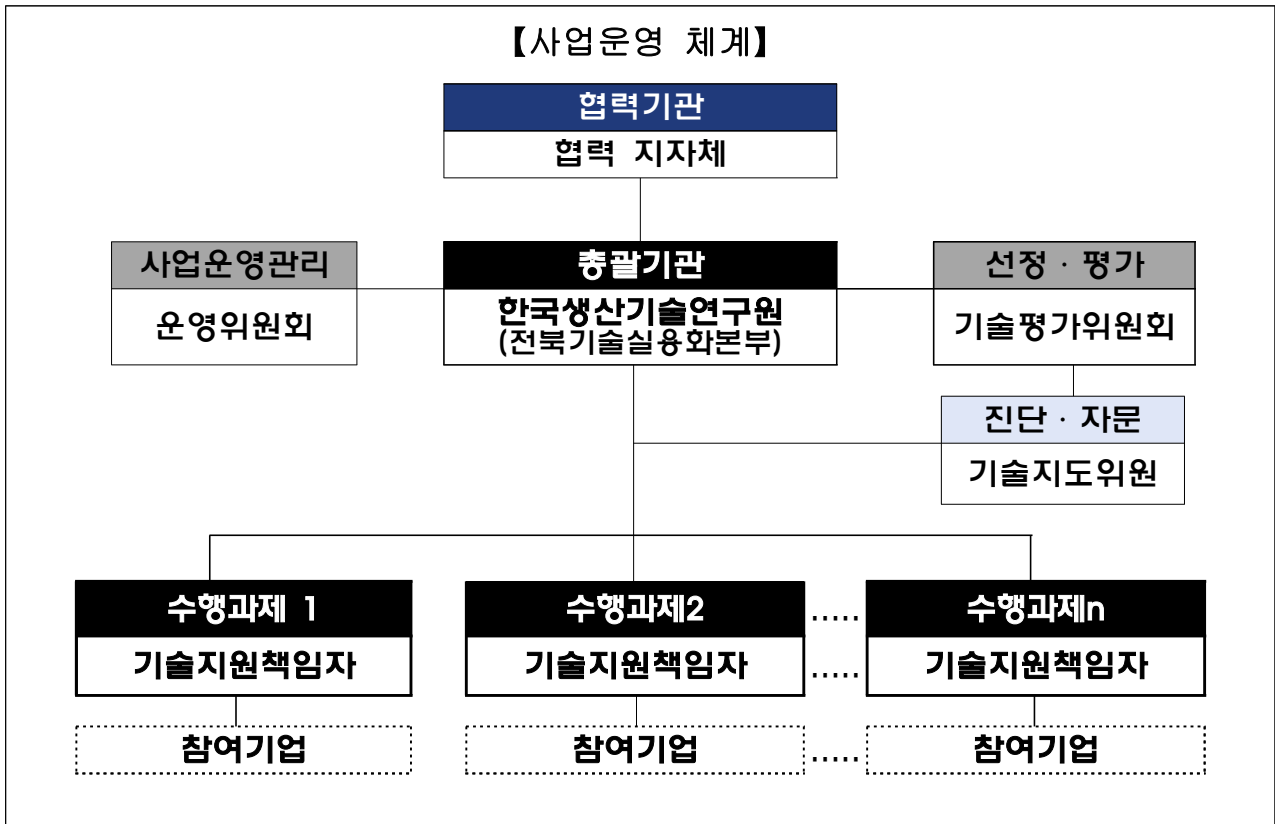 【사업운영 체계】
협력기관
협력 지자체
사업운영관리
운영위원회
총괄기관
한국생산기술연구원
(전북기술실용화본부)
선정 · 평가
기술평가위원회
진단 · 자문
기술지도위원
수행과제 1
기술지원책임자
참여기업
수행과제2
기술지원책임자
참여기업
.....
.....
.....
수행과제n
기술지원책임자
참여기업